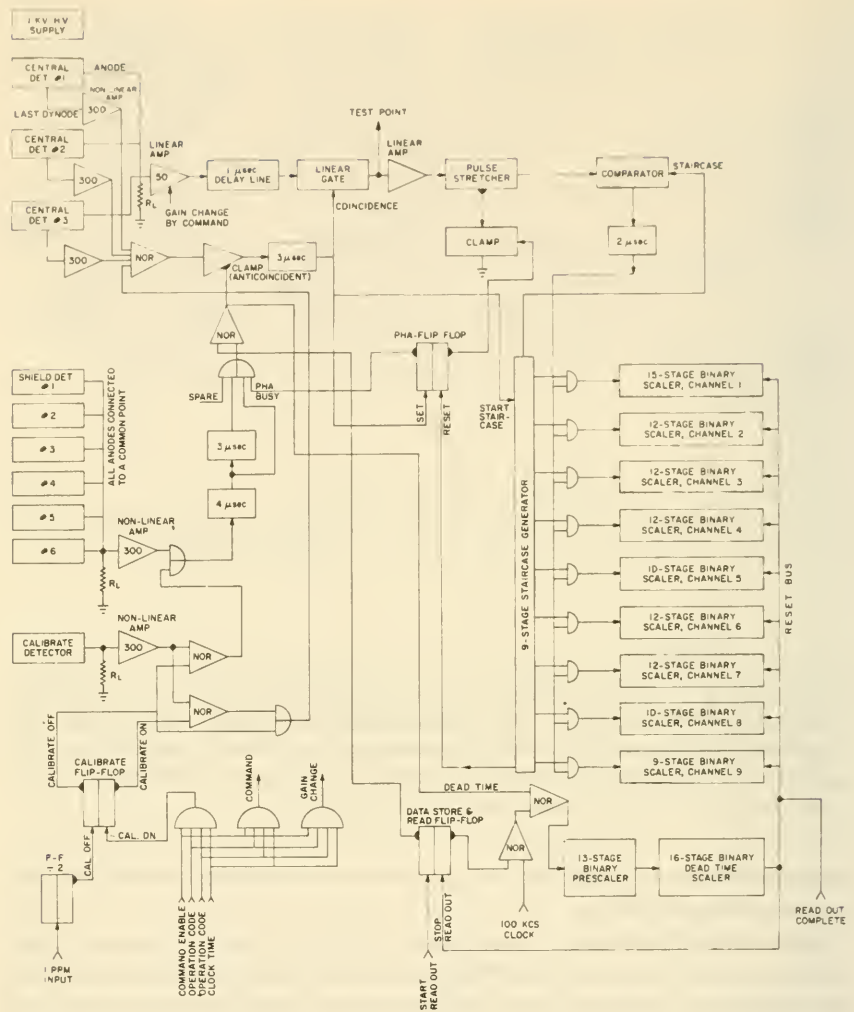 1 KV HV
SUPPLY
CENTRAL
DET #1
ANODE
NON-LINEAR
AMP
300
LAST DYNODE
CENTRAL
DET #2
300
CENTRAL
DET #3
300
LINEAR
AMP
50
RL
GAIN CHANGE
BY COMMAND
1 µsec
DELAY LINE
LINEAR
GATE
COINCIDENCE
TEST POINT
LINEAR
AMP
PULSE
STRETCHER
CLAMP
COMPARATOR
STAIRCASE
2 µsec
NOR
CLAMP
(ANTICOINCIDENT)
3 µsec
NOR
SPARE
PHA
BUSY
PHA-FLIP FLOP
SET
RESET
START
STAIR-
CASE
9-STAGE STAIRCASE GENERATOR
SHIELD DET
#1
#2
#3
#4
#5
#6
ALL ANODES CONNECTED
TO A COMMON POINT
3 µsec
4 µsec
NON-LINEAR
AMP
300
RL
CALIBRATE
DETECTOR
NON-LINEAR
AMP
300
RL
NOR
NOR
15-STAGE BINARY
SCALER, CHANNEL 1
12-STAGE BINARY
SCALER, CHANNEL 2
12-STAGE BINARY
SCALER, CHANNEL 3
12-STAGE BINARY
SCALER, CHANNEL 4
10-STAGE BINARY
SCALER, CHANNEL 5
12-STAGE BINARY
SCALER, CHANNEL 6
12-STAGE BINARY
SCALER, CHANNEL 7
10-STAGE BINARY
SCALER, CHANNEL 8
9-STAGE BINARY
SCALER, CHANNEL 9
RESET BUS
CALIBRATE OFF
CALIBRATE
FLIP-FLOP
CALIBRATE ON
CAL. OFF
CAL. ON
F-F
÷2
1 PPM
INPUT
COMMAND
GAIN
CHANGE
COMMAND ENABLE
OPERATION CODE
OPERATION CODE
CLOCK TIME
DEAD TIME
DATA STORE &
READ FLIP-FLOP
NOR
NOR
START
READ OUT
STOP
READ OUT
100 KCS
CLOCK
13-STAGE
BINARY
PRESCALER
16-STAGE BINARY
DEAD TIME
SCALER
READ OUT
COMPLETE